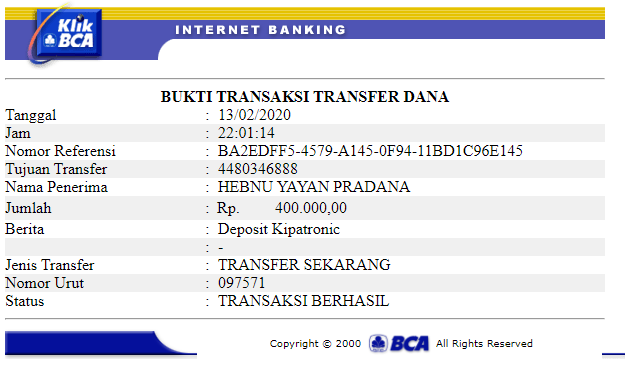 Klik
BCA
INTERNET BANKING
BUKTI TRANSAKSI TRANSFER DANA
Tanggal : 13/02/2020
Jam : 22:01:14
Nomor Referensi : BA2EDFF5-4579-A145-0F94-11BD1C96E145
Tujuan Transfer : 4480346888
Nama Penerima : HEBNU YAYAN PRADANA
Jumlah : Rp. 400.000,00
Berita : Deposit Kipatronic
: -
Jenis Transfer : TRANSFER SEKARANG
Nomor Urut : 097571
Status : TRANSAKSI BERHASIL
Copyright © 2000 BCA All Rights Reserved